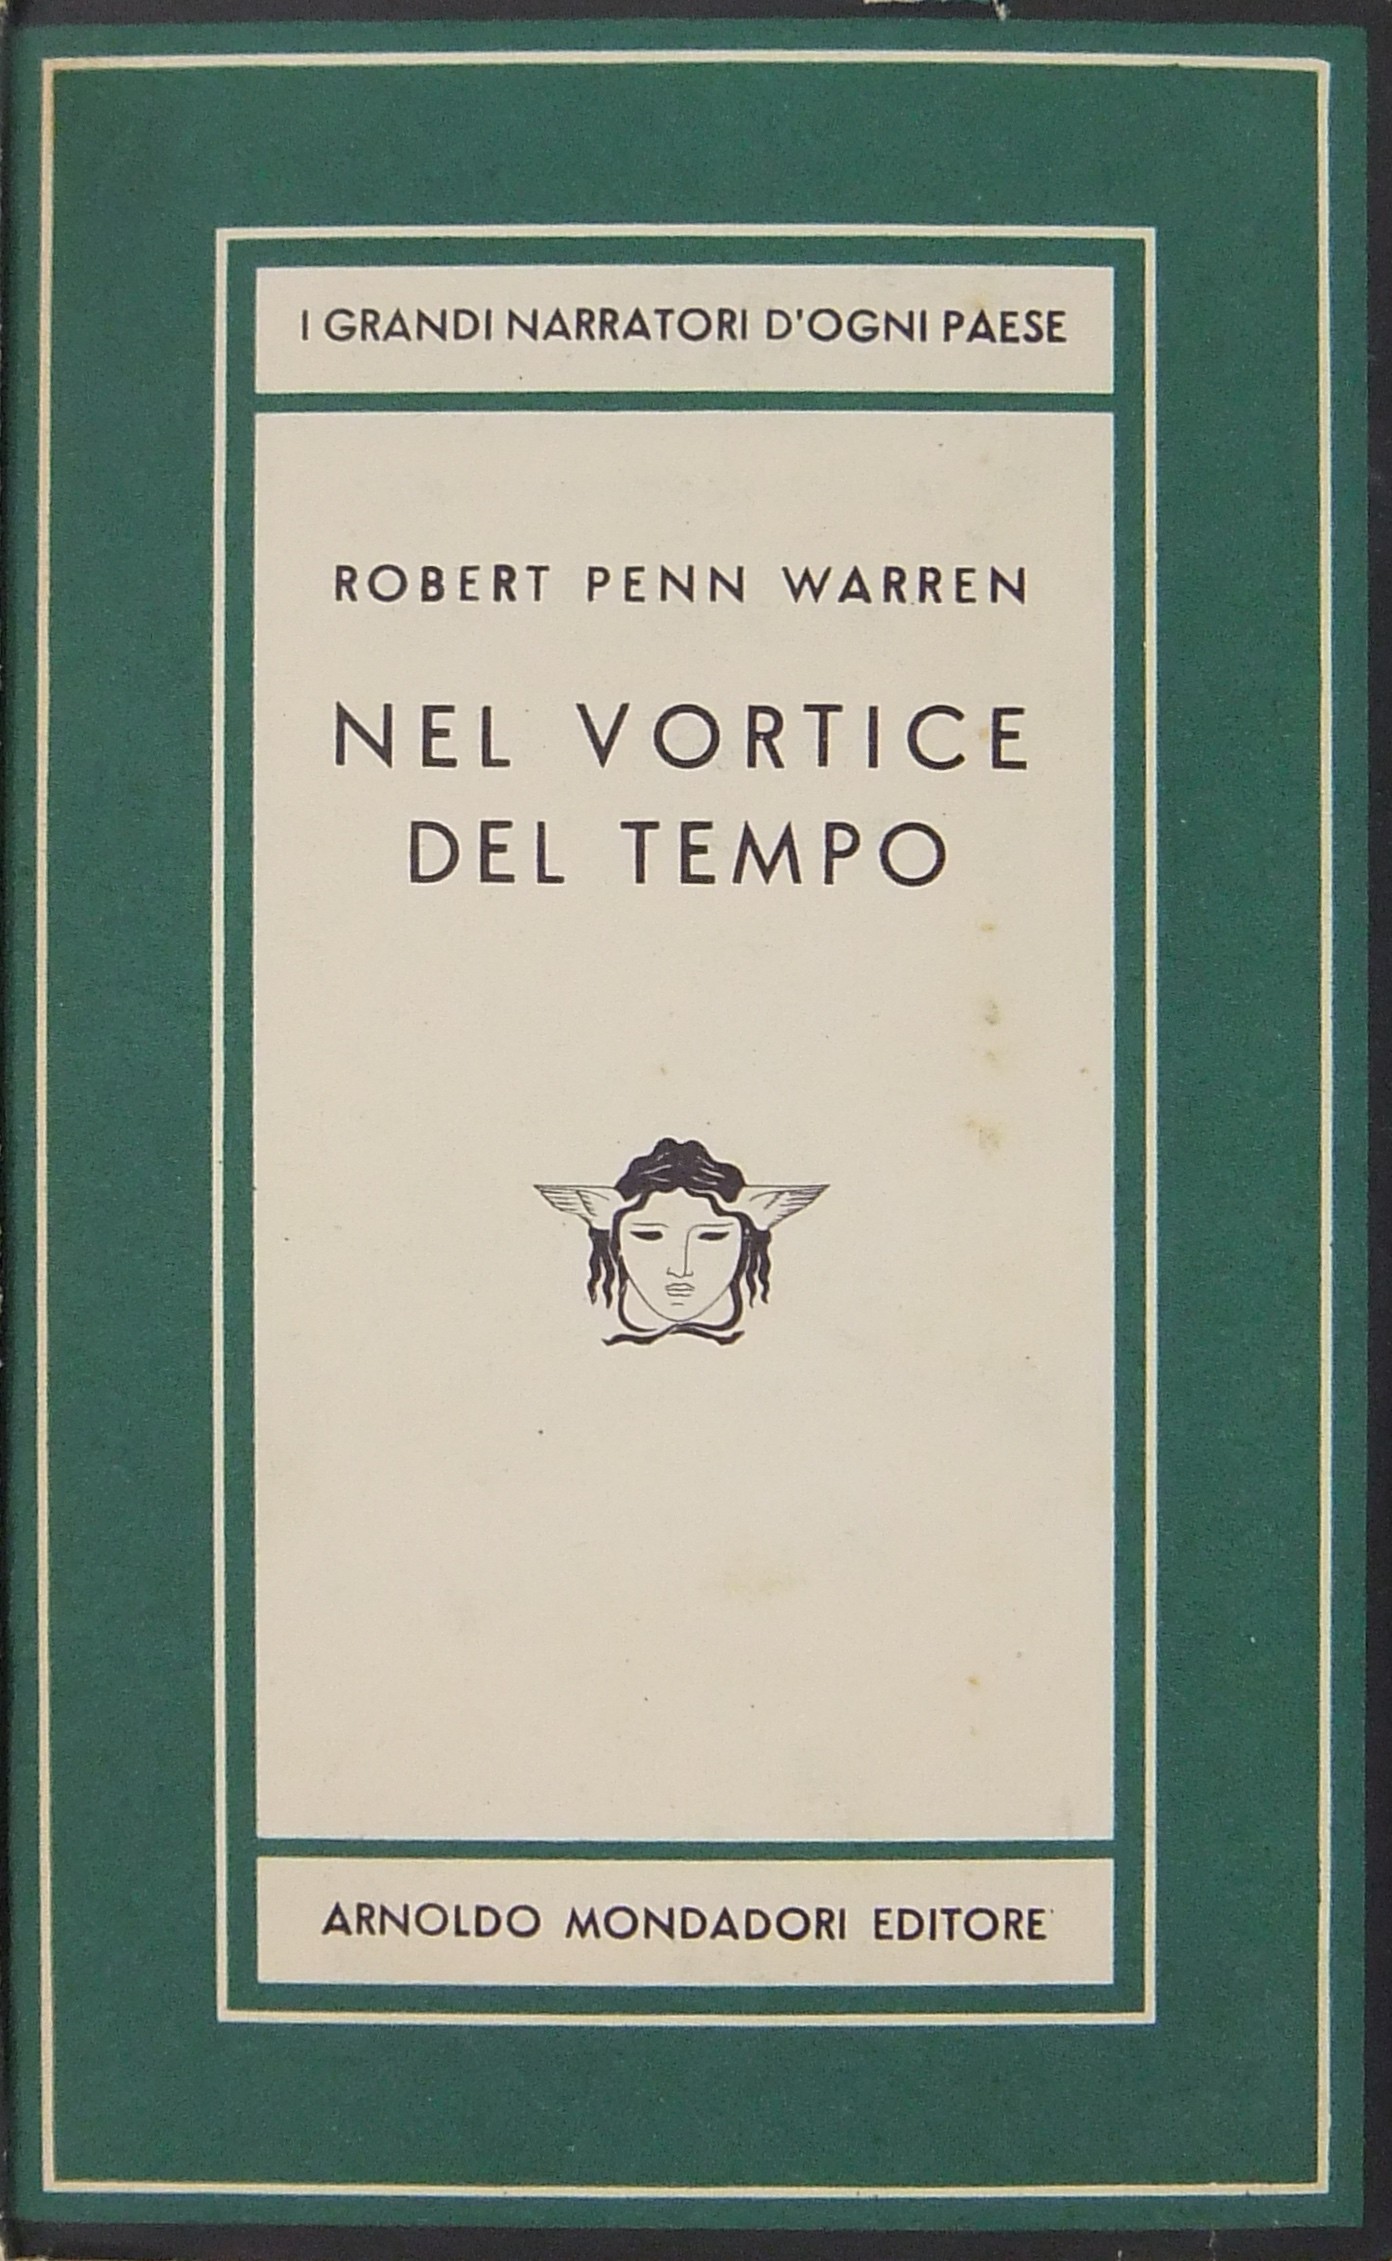 I GRANDI NARRATORI D'OGNI PAESE
ROBERT PENN WARREN
NEL VORTICE
DEL TEMPO
ARNOLDO MONDADORI EDITORE